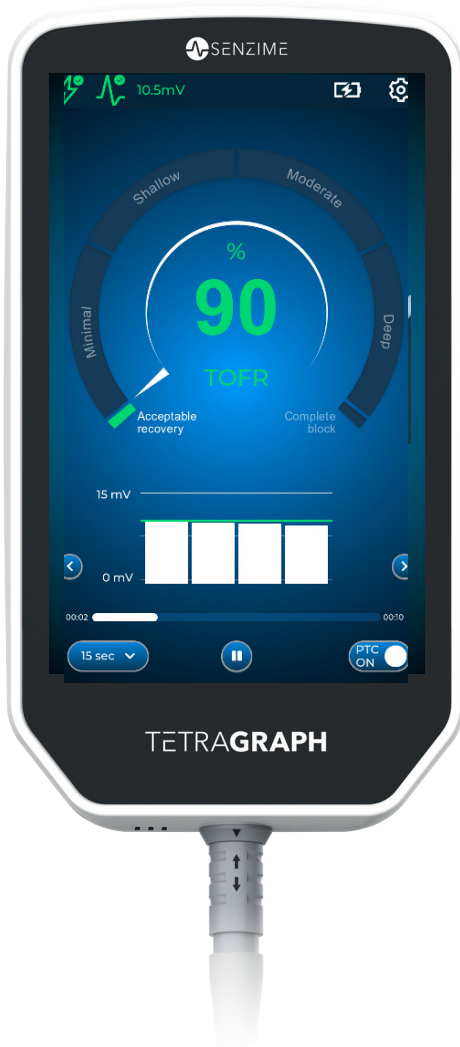 SENZIME
10.5mV
Shallow
Moderate
Minimal
Deep
%
90
TOFR
Acceptable
recovery
Complete
block
15 mV
0 mV
00:02
00:10
15 sec
PTC
ON
TETRAGRAPH